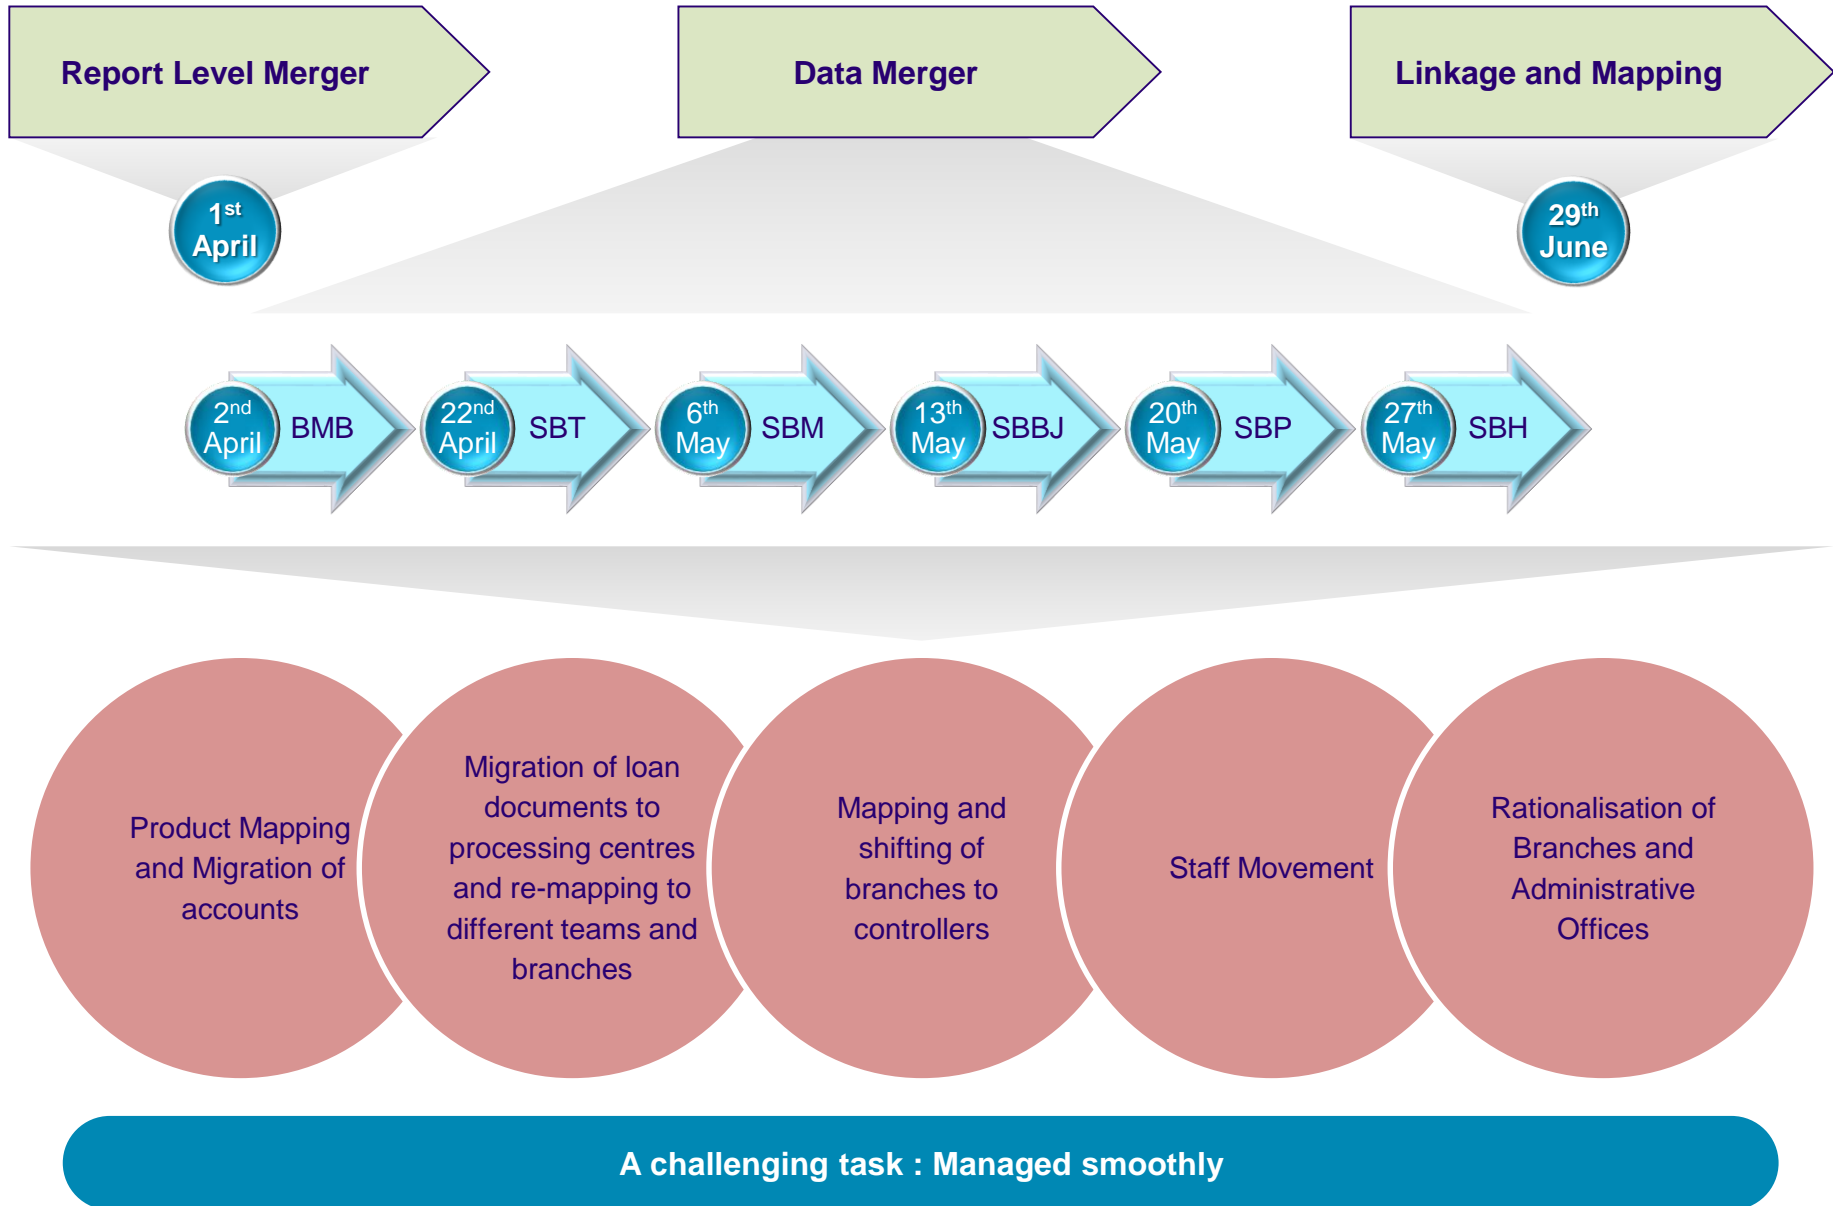 Report Level Merger
Data Merger
Linkage and Mapping
1st
April
29th
June
2nd
April
BMB
22nd
April
SBT
6th
May
SBM
13th
May
SBBJ
20th
May
SBP
27th
May
SBH
Product Mapping
and Migration of
accounts
Migration of loan
documents to
processing centres
and re-mapping to
different teams and
branches
Mapping and
shifting of
branches to
controllers
Staff Movement
Rationalisation of
Branches and
Administrative
Offices
A challenging task : Managed smoothly